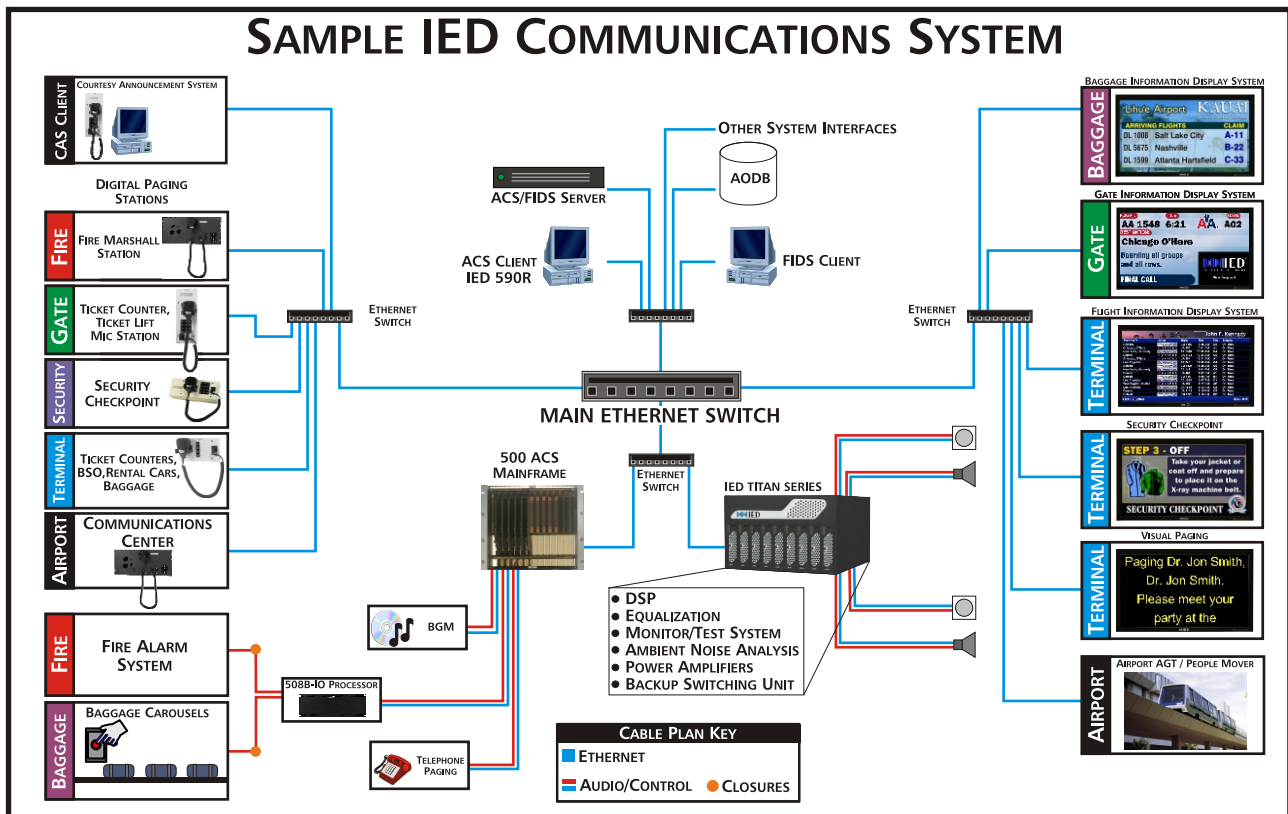 SAMPLE IED COMMUNICATIONS SYSTEM
CAS CLIENT
COURTESY ANNOUNCEMENT SYSTEM
DIGITAL PAGING
STATIONS
FIRE
FIRE MARSHALL
STATION
GATE
TICKET COUNTER,
TICKET LIFT
MIC STATION
SECURITY
SECURITY
CHECKPOINT
TERMINAL
TICKET COUNTERS,
BSO,RENTAL CARS,
BAGGAGE
AIRPORT
COMMUNICATIONS
CENTER
FIRE
FIRE ALARM
SYSTEM
BAGGAGE
BAGGAGE CAROUSELS
ETHERNET
SWITCH
508B-IO PROCESSOR
OTHER SYSTEM INTERFACES
AODB
ACS/FIDS SERVER
ACS CLIENT
IED 590R
FIDS CLIENT
MAIN ETHERNET SWITCH
500 ACS
MAINFRAME
ETHERNET
SWITCH
IED TITAN SERIES
IED
BGM
TELEPHONE
PAGING
• DSP
• EQUALIZATION
• MONITOR/TEST SYSTEM
• AMBIENT NOISE ANALYSIS
• POWER AMPLIFIERS
• BACKUP SWITCHING UNIT
CABLE PLAN KEY
ETHERNET
AUDIO/CONTROL
CLOSURES
ETHERNET
SWITCH
BAGGAGE INFORMATION DISPLAY SYSTEM
BAGGAGE
Lihu'e Airport KAUAI
ARRIVING FLIGHTS CLAIM
DL 1008 Salt Lake City A-11
DL 5675 Nashville B-22
DL 1599 Atlanta Hartsfield C-33
GATE INFORMATION DISPLAY SYSTEM
GATE
AA 1548 6:21 AA A02
DESTINATION
Chicago O'Hare
Boarding all groups
and all rows.
IED
FINAL CALL
FLIGHT INFORMATION DISPLAY SYSTEM
TERMINAL
John F. Kennedy
SECURITY CHECKPOINT
TERMINAL
STEP 3 - OFF
Take your jacket or
coat off and prepare
to place it on the
X-ray machine belt.
SECURITY CHECKPOINT
VISUAL PAGING
TERMINAL
Paging Dr. Jon Smith,
Dr. Jon Smith.
Please meet your
party at the
AIRPORT
AIRPORT AGT / PEOPLE MOVER